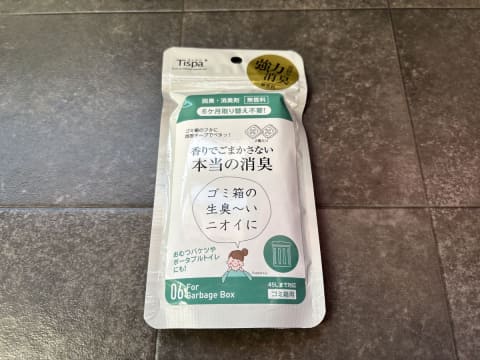 Tispa
強力
消臭
脱臭・消臭剤 無香料
6ヶ月取り替え不要!
ゴミ箱のフタに
両面テープでペタッ!
香りでごまかさない
本当の消臭
ゴミ箱の
生臭〜い
ニオイに
おむつバケツや
ポータブルトイレ
にも!
06 For
Garbage Box
45Lまで対応
ゴミ箱用